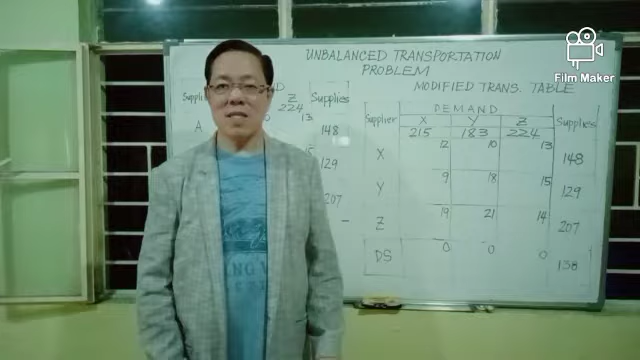 UNBALANCED TRANSPORTATION
PROBLEM
Film Maker
MODIFIED TRANS. TABLE
Z Supplies
224
A 13 148
15 129
207
DEMAND
Supplier X Y Z Supplies
215 183 224
X 12 10 13 148
Y 9 18 15 129
Z 19 21 14 207
DS 0 0 0 138